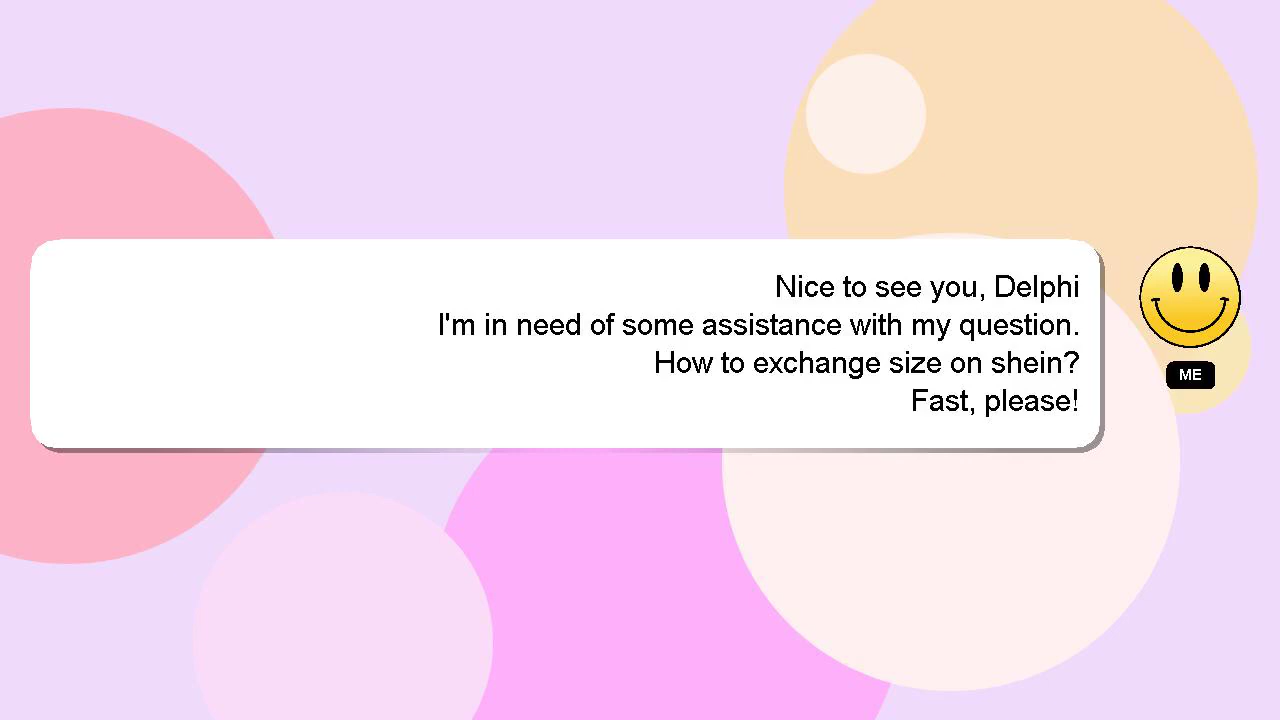 Nice to see you, Delphi
I'm in need of some assistance with my question.
How to exchange size on shein?
Fast, please!
ME